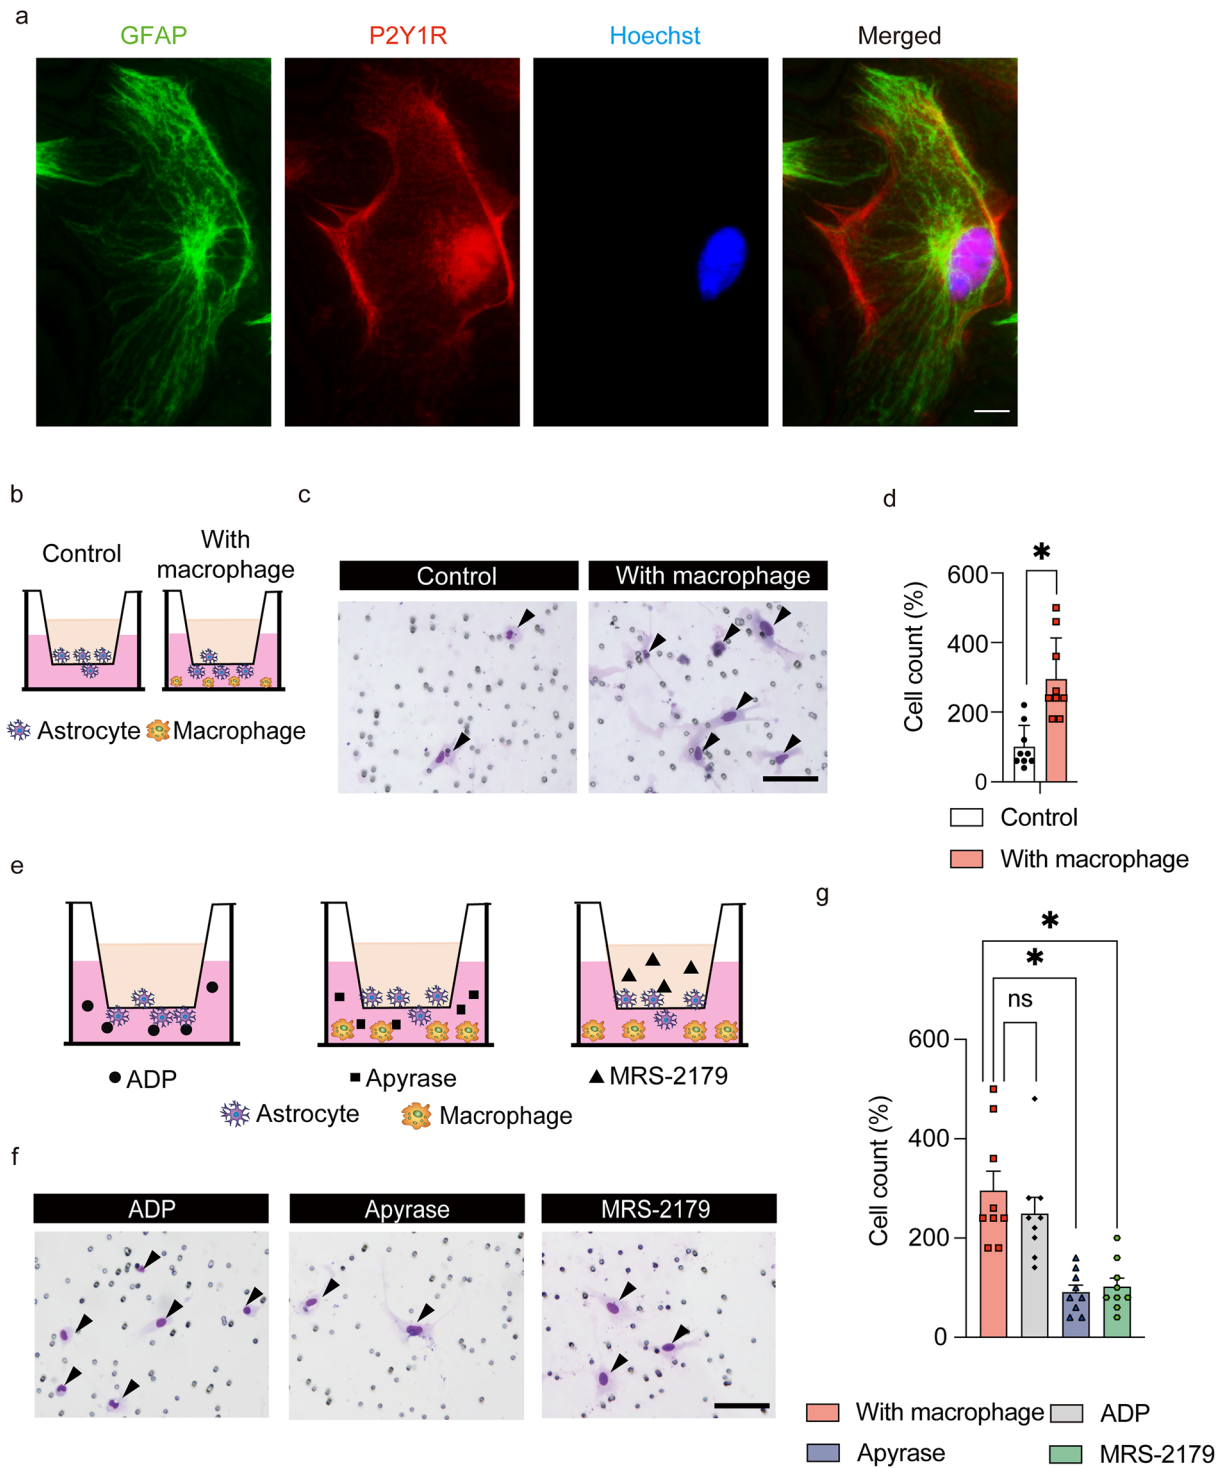 a
GFAP
P2Y1R
Hoechst
Merged
b
Control
With
macrophage
Astrocyte
Macrophage
c
Control
With macrophage
d
*
Cell count (%)
600
400
200
0
Control
With macrophage
e
ADP
Apyrase
MRS-2179
Astrocyte
Macrophage
f
ADP
Apyrase
MRS-2179
g
*
*
ns
Cell count (%)
600
400
200
0
With macrophage
ADP
Apyrase
MRS-2179